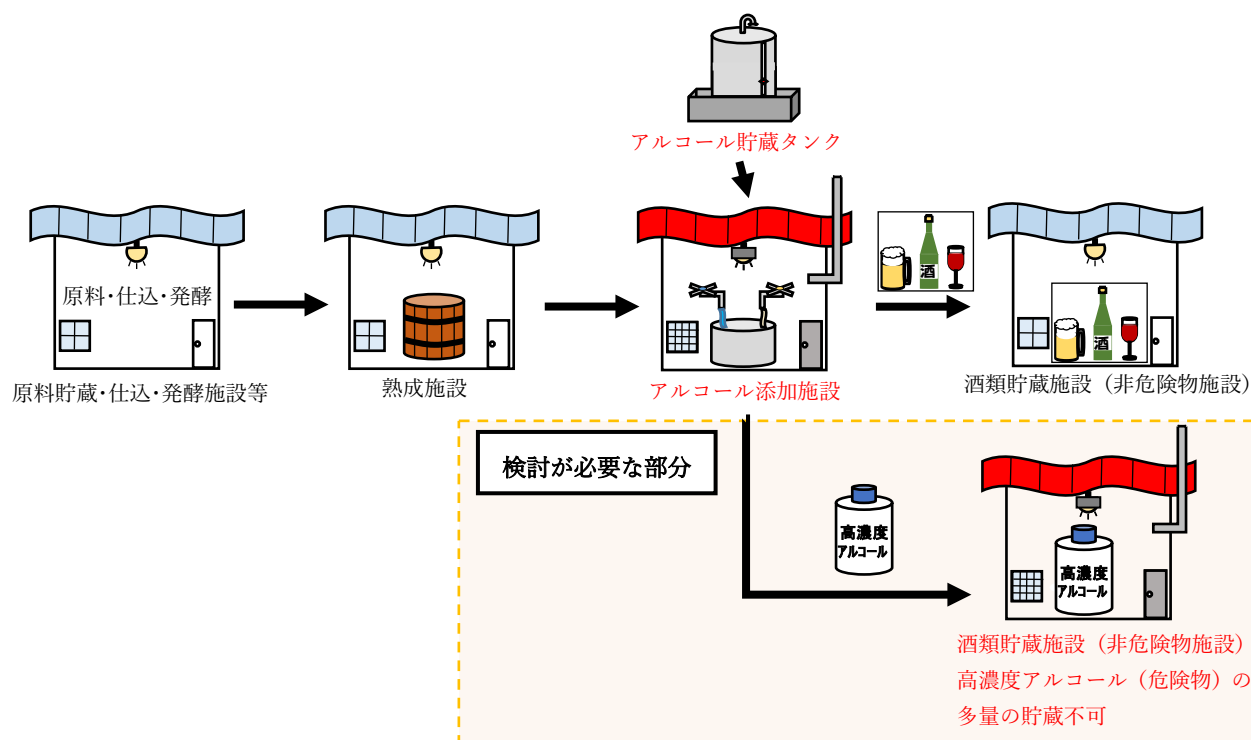 アルコール貯蔵タンク
原料・仕込・発酵
酒
酒
原料貯蔵・仕込・発酵施設等
熟成施設
アルコール添加施設
酒類貯蔵施設（非危険物施設）
検討が必要な部分
高濃度
アルコール
高濃度
アルコール
酒類貯蔵施設（非危険物施設）
高濃度アルコール（危険物）の
多量の貯蔵不可